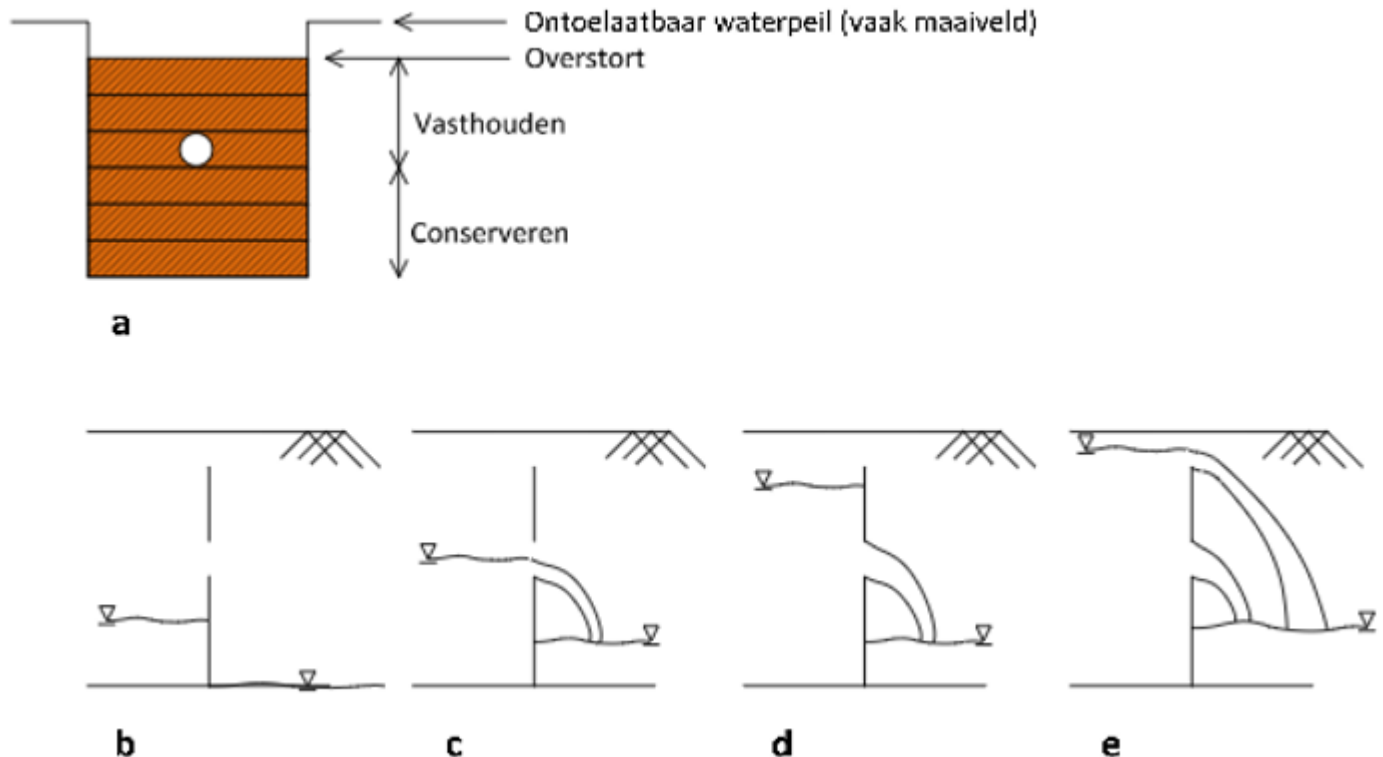 Ontoelaatbaar waterpeil (vaak maaiveld)
Overstort
Vasthouden
Conserveren
a
b
c
d
e